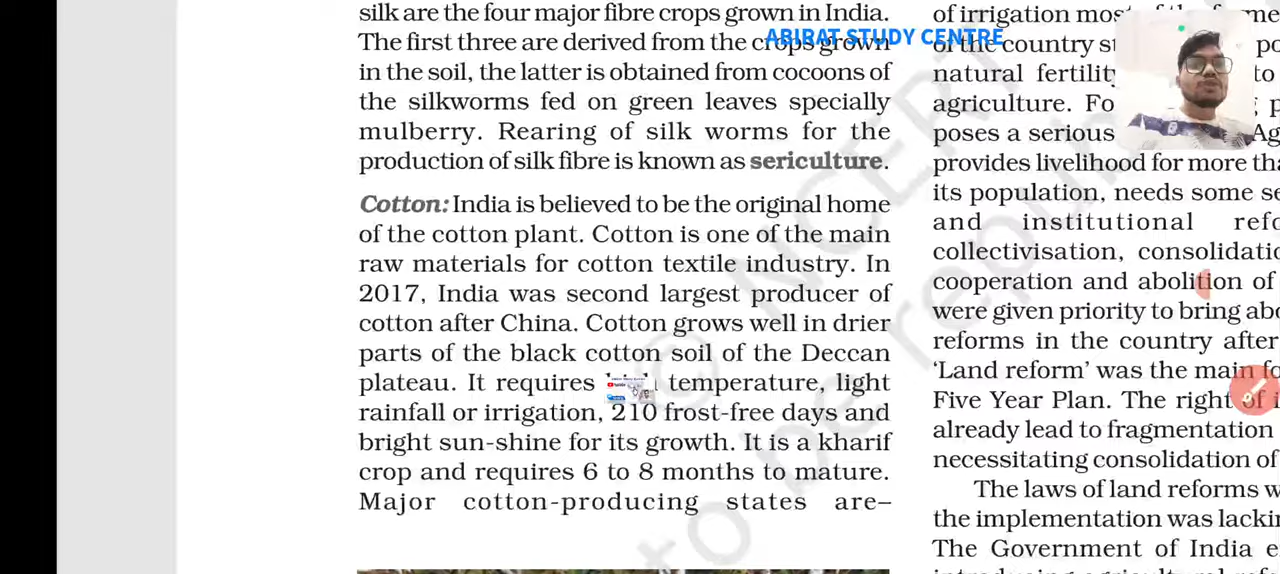 silk are the four major fibre crops grown in India.
The first three are derived from the crops grown
in the soil, the latter is obtained from cocoons of
the silkworms fed on green leaves specially
mulberry. Rearing of silk worms for the
production of silk fibre is known as sericulture.
Cotton: India is believed to be the original home
of the cotton plant. Cotton is one of the main
raw materials for cotton textile industry. In
2017, India was second largest producer of
cotton after China. Cotton grows well in drier
parts of the black cotton soil of the Deccan
plateau. It requires temperature, light
rainfall or irrigation, 210 frost-free days and
bright sun-shine for its growth. It is a kharif
crop and requires 6 to 8 months to mature.
Major cotton-producing states are–
ABIRAT STUDY CENTRE
of irrigation most of the
of the country
natural fertility to
agriculture.
poses a serious
provides livelihood for more
its population, needs some
and institutional
collectivisation,
cooperation and abolition of
were given priority to bring
reforms in the country after
‘Land reform’ was the main
Five Year Plan. The right of
already lead to fragmentation
necessitating consolidation of
The laws of land reforms
the implementation was
The Government of India
© NCERT
to be